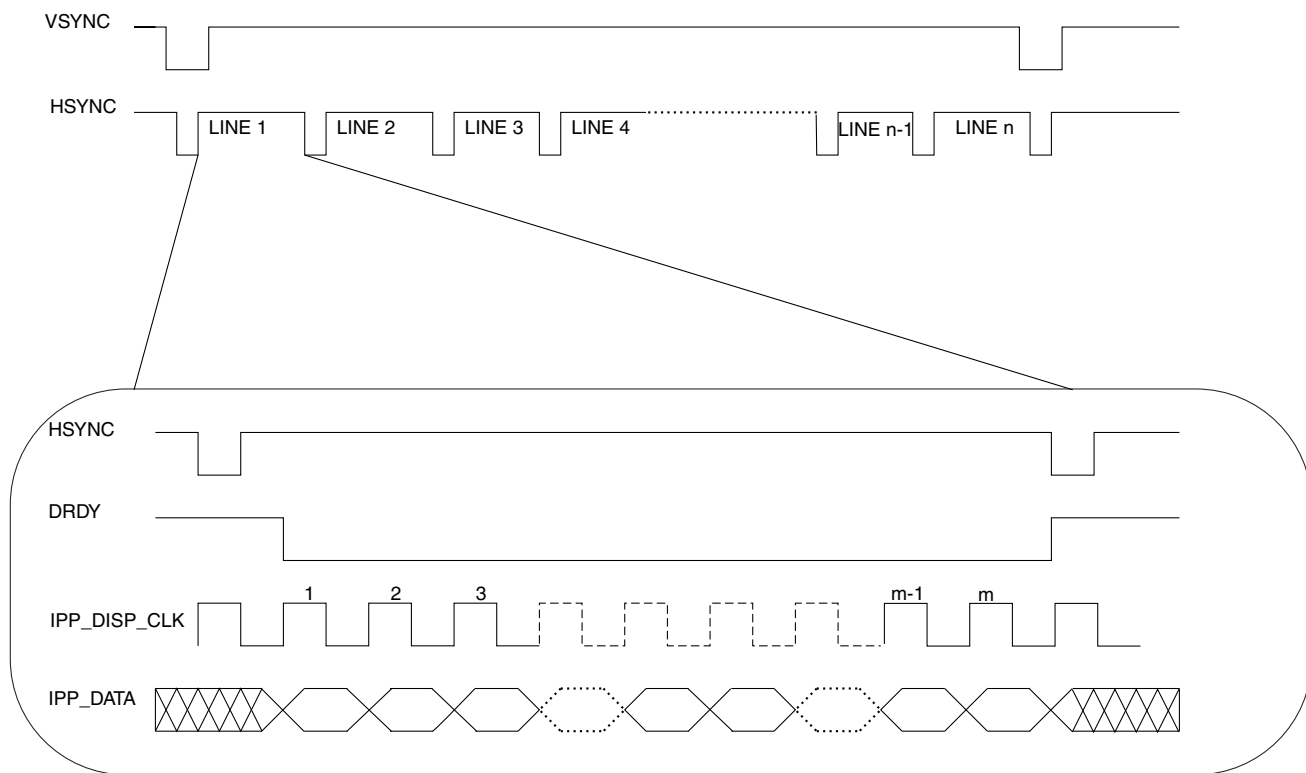 VSYNC
HSYNC
LINE 1 LINE 2 LINE 3 LINE 4 LINE n-1 LINE n
HSYNC
DRDY
1 2 3 m-1 m
IPP_DISP_CLK
IPP_DATA